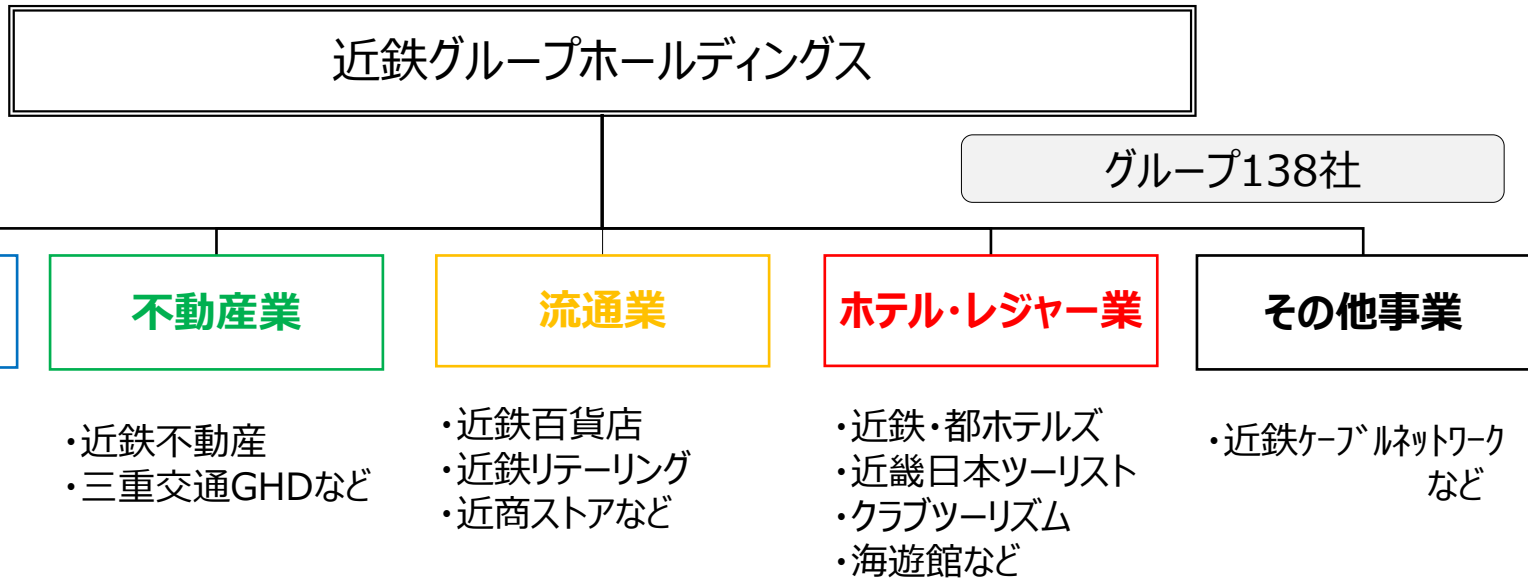 近鉄グループホールディングス
グループ138社
不動産業
流通業
ホテル・レジャー業
その他事業
・近鉄不動産
・三重交通GHDなど
・近鉄百貨店
・近鉄リテーリング
・近商ストアなど
・近鉄・都ホテルズ
・近畿日本ツーリスト
・クラブツーリズム
・海遊館など
・近鉄ｹｰﾌﾞﾙﾈｯﾄﾜｰｸ
など